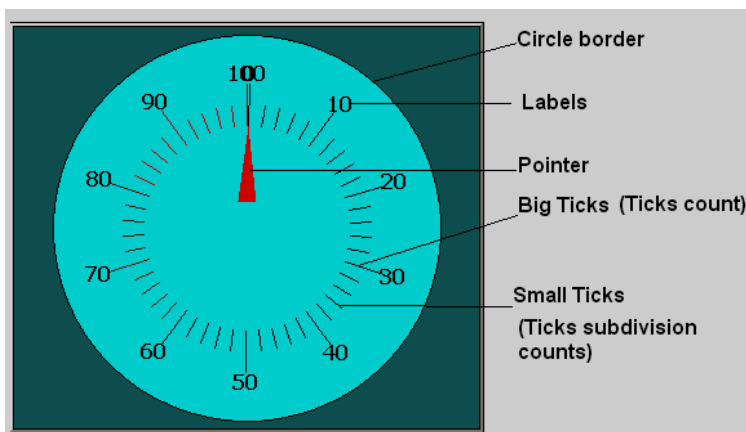 Circle border
100
0
90
10
Labels
Pointer
80
20
Big Ticks (Ticks count)
70
30
Small Ticks
(Ticks subdivision
counts)
60
40
50